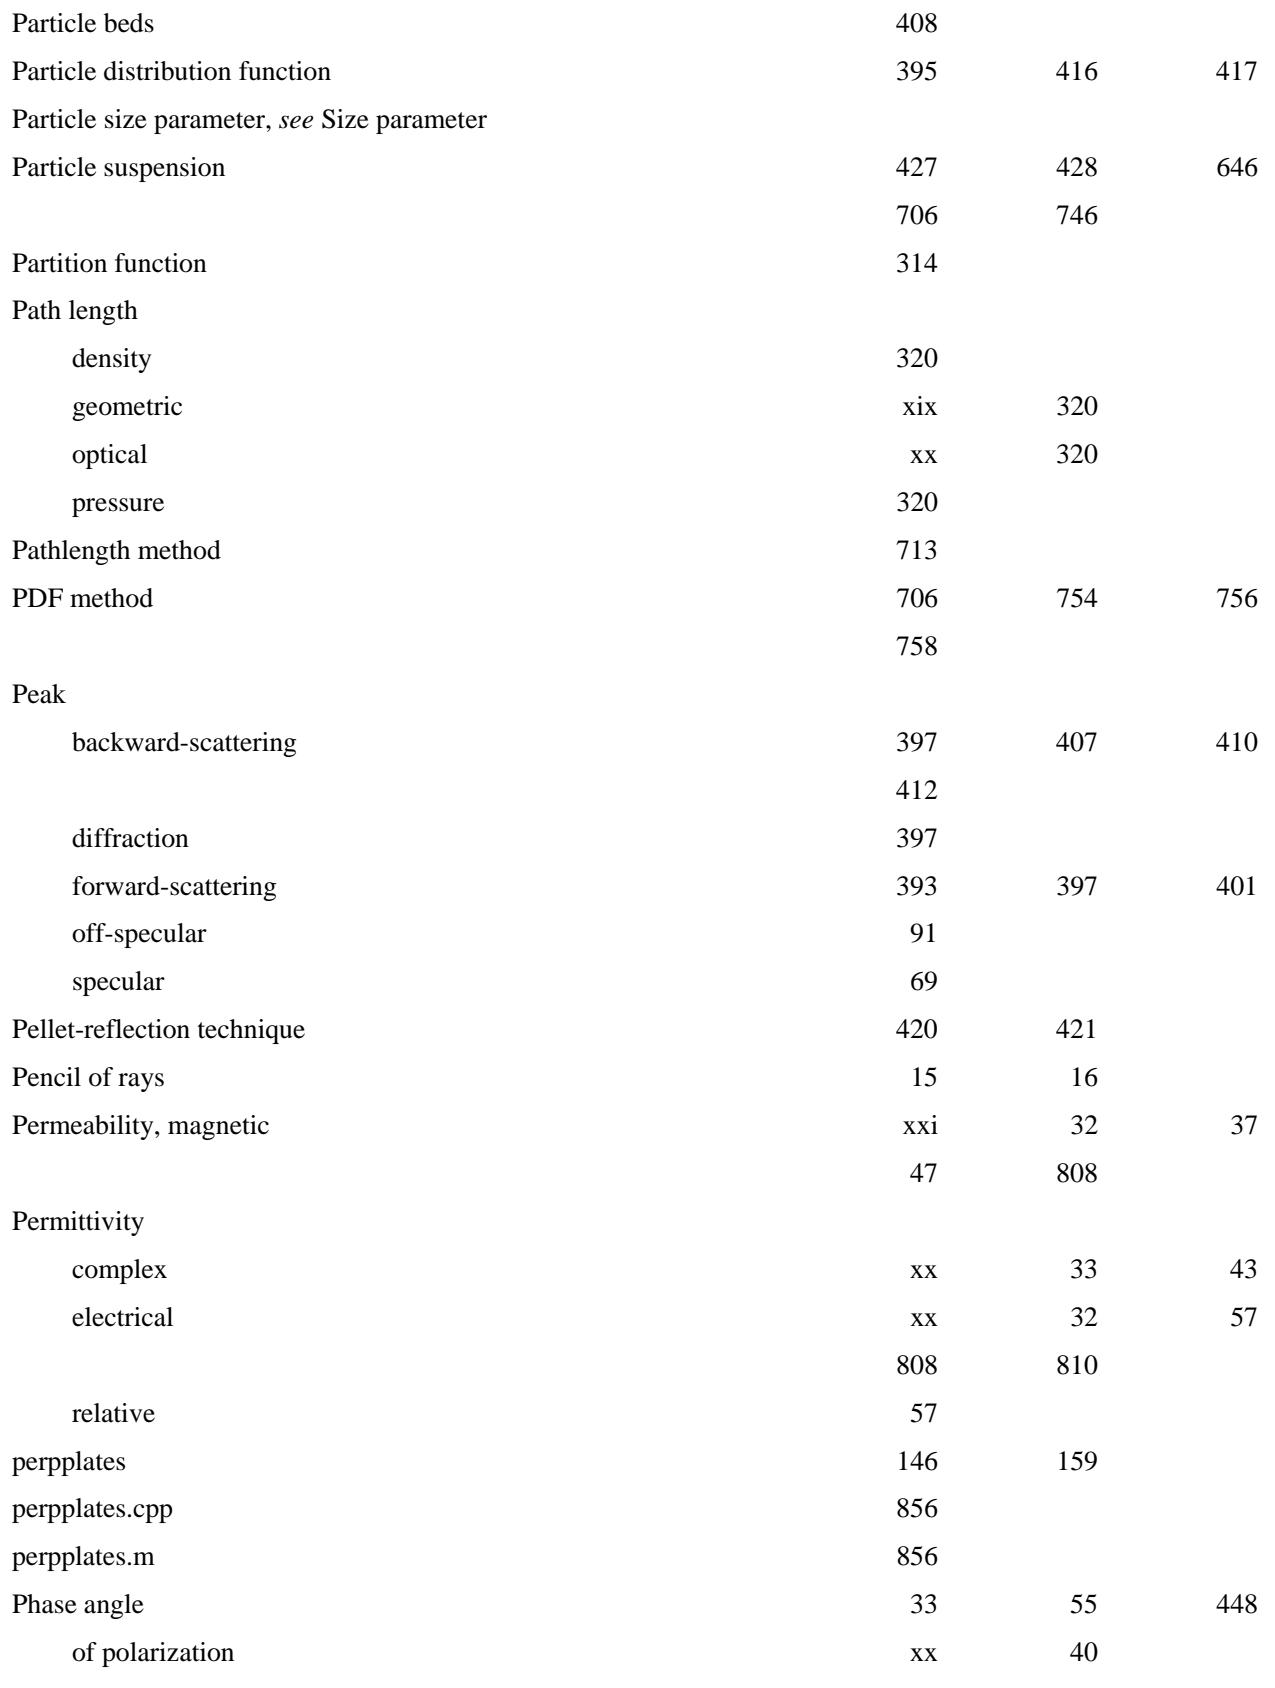 Particle beds 408
Particle distribution function 395 416 417
Particle size parameter, see Size parameter
Particle suspension 427 428 646
706 746
Partition function 314
Path length
density 320
geometric xix 320
optical xx 320
pressure 320
Pathlength method 713
PDF method 706 754 756
758
Peak
backward-scattering 397 407 410
412
diffraction 397
forward-scattering 393 397 401
off-specular 91
specular 69
Pellet-reflection technique 420 421
Pencil of rays 15 16
Permeability, magnetic xxi 32 37
47 808
Permittivity
complex xx 33 43
electrical xx 32 57
808 810
relative 57
perpplates 146 159
perpplates.cpp 856
perpplates.m 856
Phase angle 33 55 448
of polarization xx 40